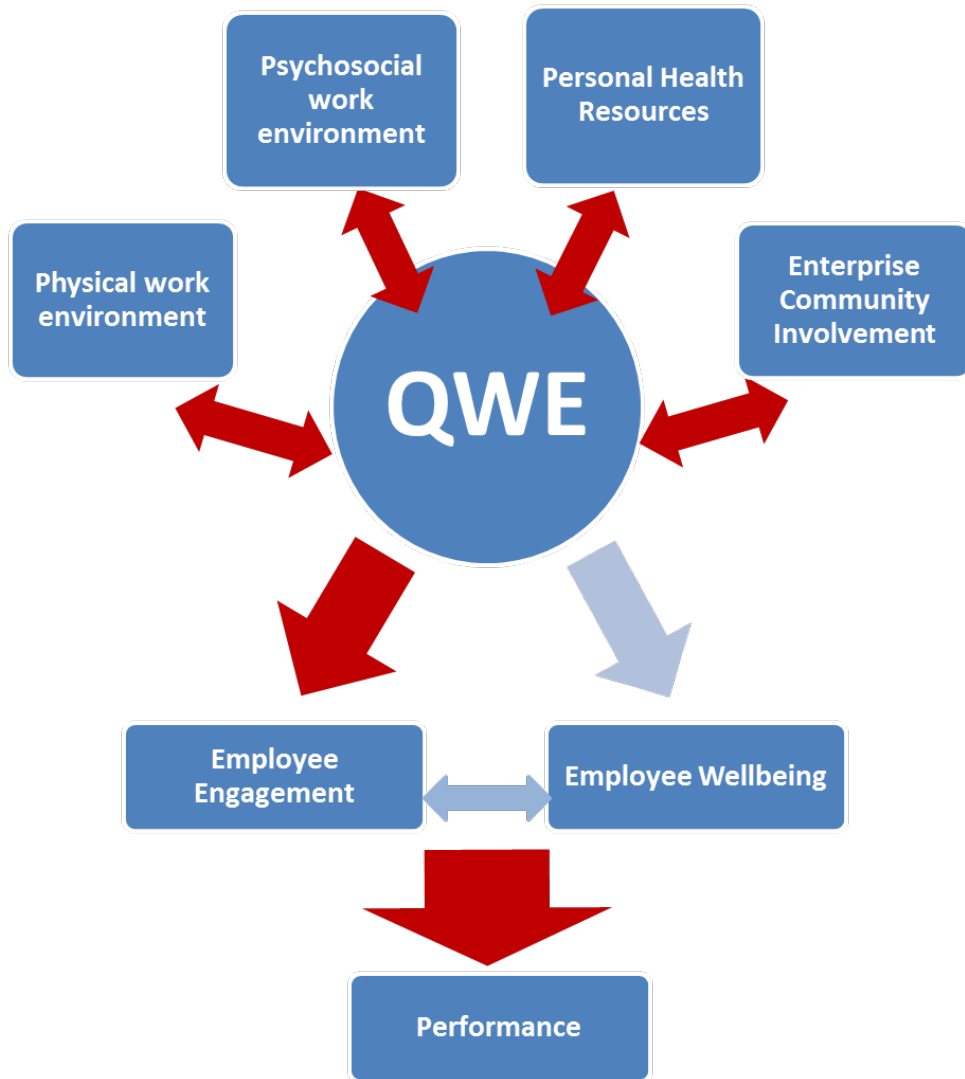 Psychosocial
work
environment
Personal Health
Resources
Physical work
environment
Enterprise
Community
Involvement
QWE
Employee
Engagement
Employee Wellbeing
Performance